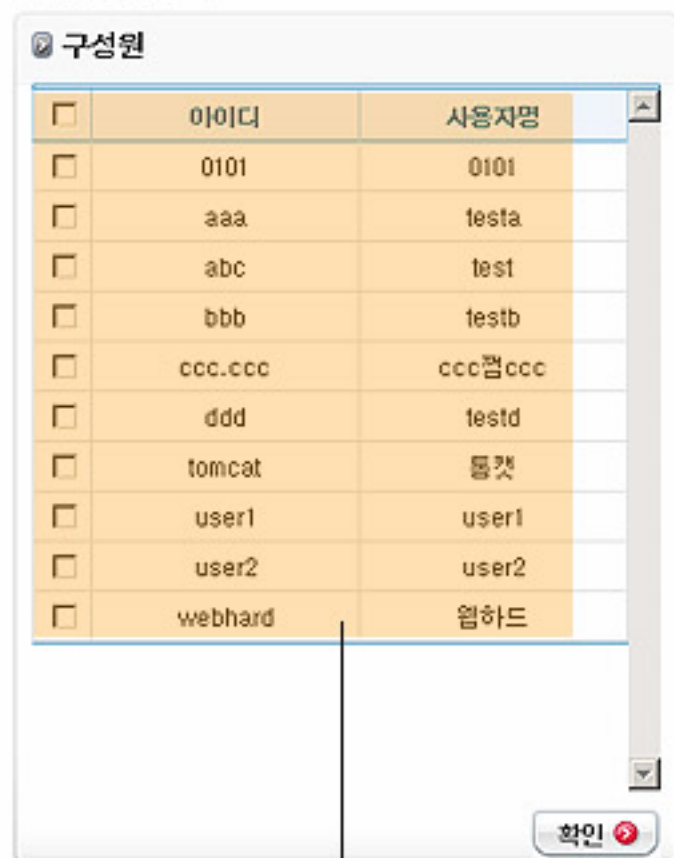 구성원
아이디 사용자명
0101 0101
aaa testa
abc test
bbb testb
ccc.ccc ccc쩜ccc
ddd testd
tomcat 톰캣
user1 user1
user2 user2
webhard 웹하드
확인